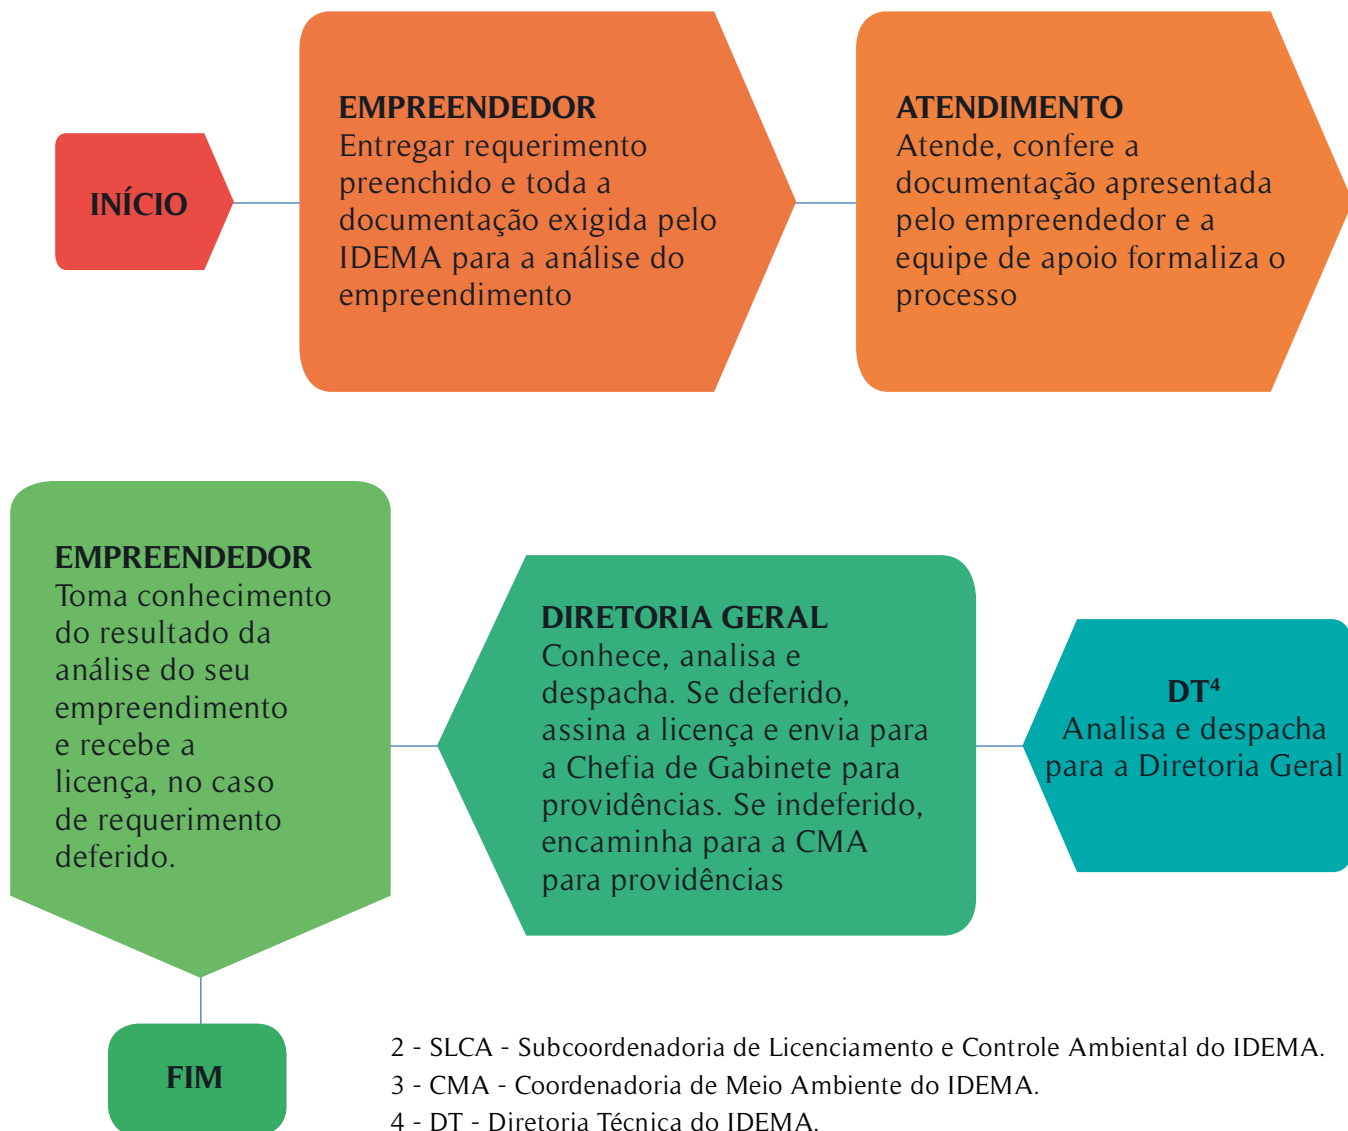 INÍCIO
EMPREENDEDOR
Entregar requerimento
preenchido e toda a
documentação exigida pelo
IDEMA para a análise do
empreendimento
ATENDIMENTO
Atende, confere a
documentação apresentada
pelo empreendedor e a
equipe de apoio formaliza o
processo
EMPREENDEDOR
Toma conhecimento
do resultado da
análise do seu
empreendimento
e recebe a
licença, no caso
de requerimento
deferido.
DIRETORIA GERAL
Conhece, analisa e
despacha. Se deferido,
assina a licença e envia para
a Chefia de Gabinete para
providências. Se indeferido,
encaminha para a CMA
para providências
DT⁴
Analisa e despacha
para a Diretoria Geral
FIM
2 - SLCA - Subcoordenadoria de Licenciamento e Controle Ambiental do IDEMA.
3 - CMA - Coordenadoria de Meio Ambiente do IDEMA.
4 - DT - Diretoria Técnica do IDEMA.